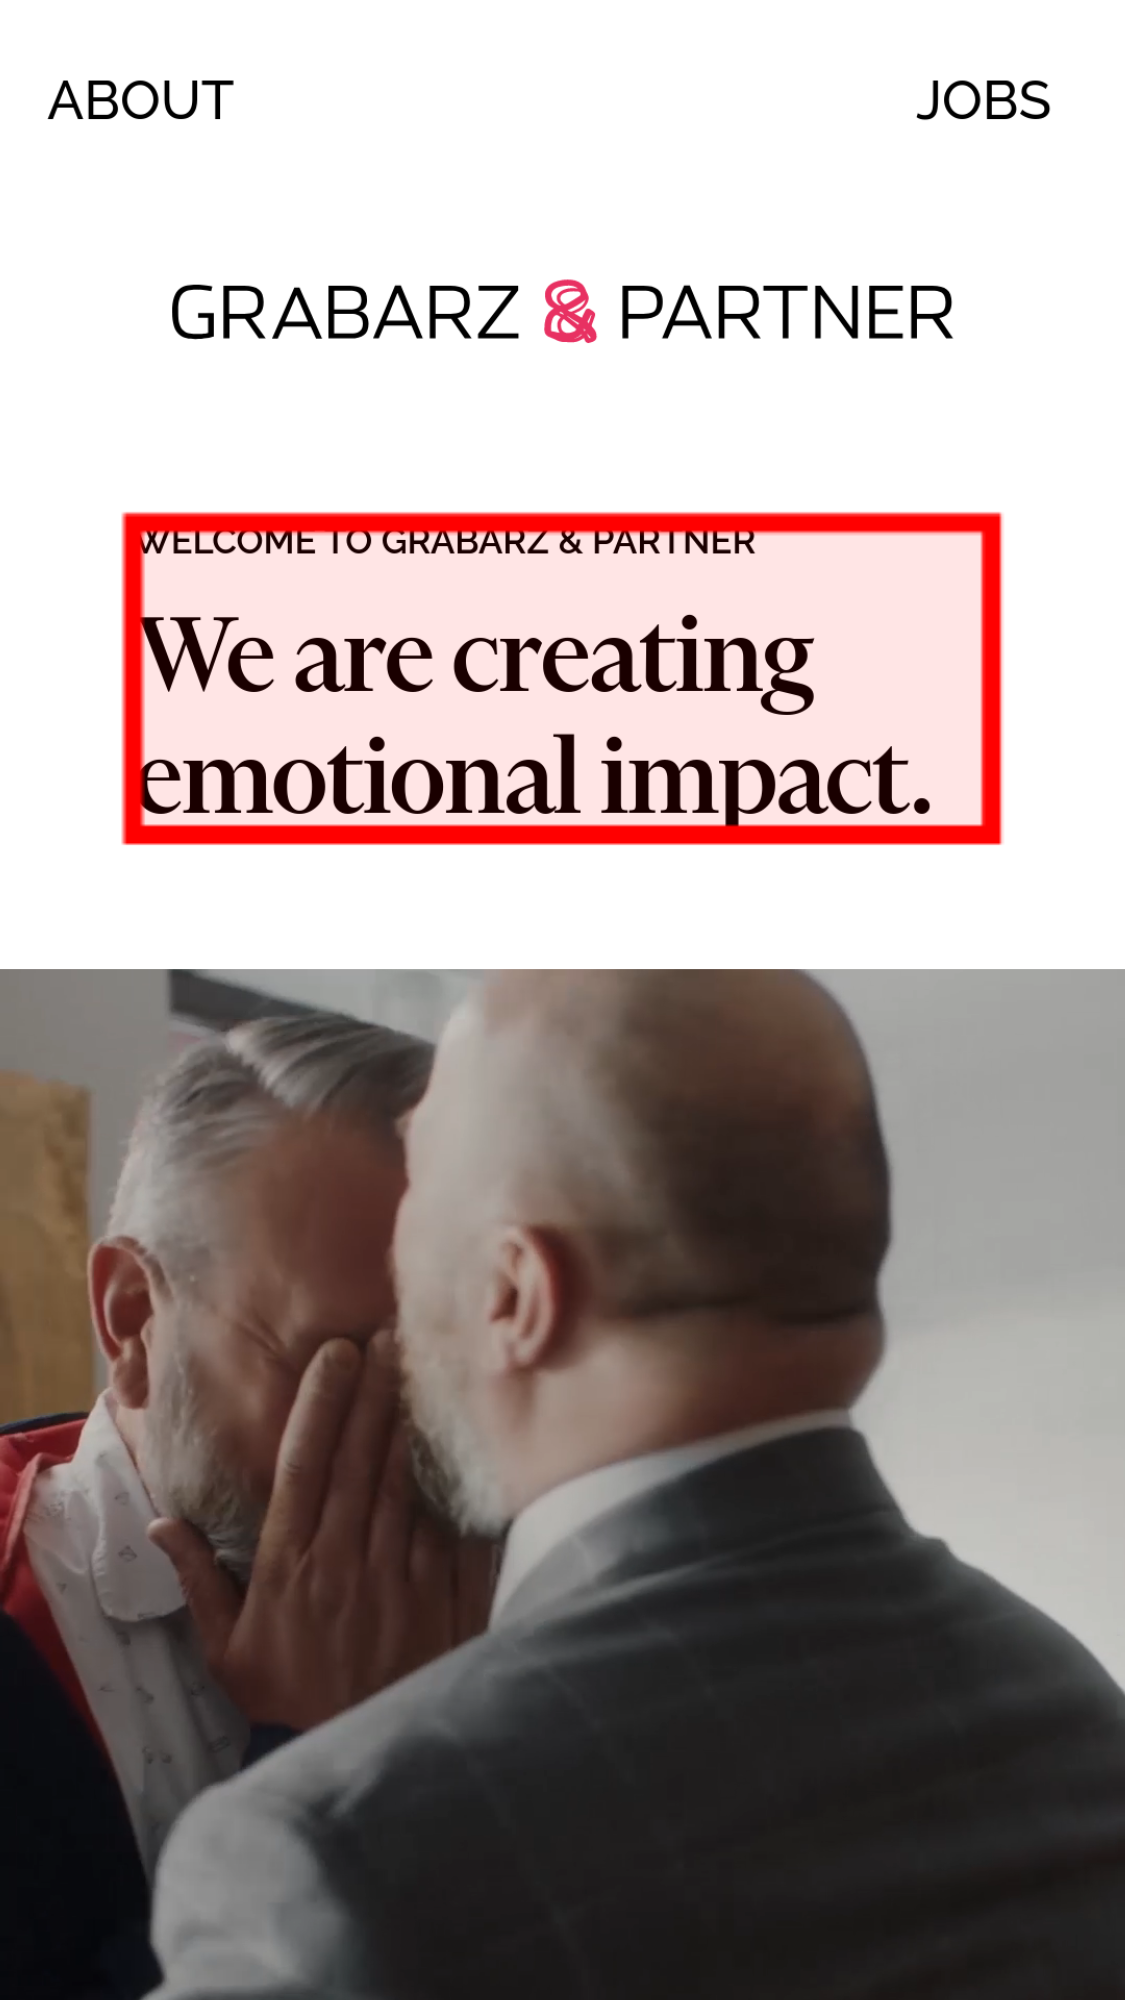 ABOUT
JOBS
GRABARZ & PARTNER
WELCOME TO GRABARZ & PARTNER
We are creating
emotional impact.